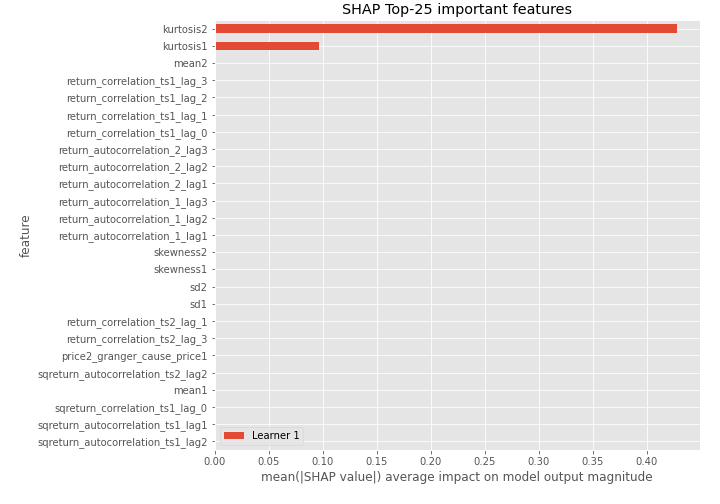 SHAP Top-25 important features
kurtosis2
kurtosis1
mean2
return_correlation_ts1_lag_3
return_correlation_ts1_lag_2
return_correlation_ts1_lag_1
return_correlation_ts1_lag_0
return_autocorrelation_2_lag3
return_autocorrelation_2_lag2
return_autocorrelation_2_lag1
return_autocorrelation_1_lag3
return_autocorrelation_1_lag2
return_autocorrelation_1_lag1
skewness2
skewness1
sd2
sd1
return_correlation_ts2_lag_1
return_correlation_ts2_lag_3
price2_granger_cause_price1
sqreturn_autocorrelation_ts2_lag2
mean1
sqreturn_correlation_ts1_lag_0
sqreturn_autocorrelation_ts1_lag1
sqreturn_autocorrelation_ts1_lag2
feature
Learner 1
0.00 0.05 0.10 0.15 0.20 0.25 0.30 0.35 0.40
mean(|SHAP value|) average impact on model output magnitude